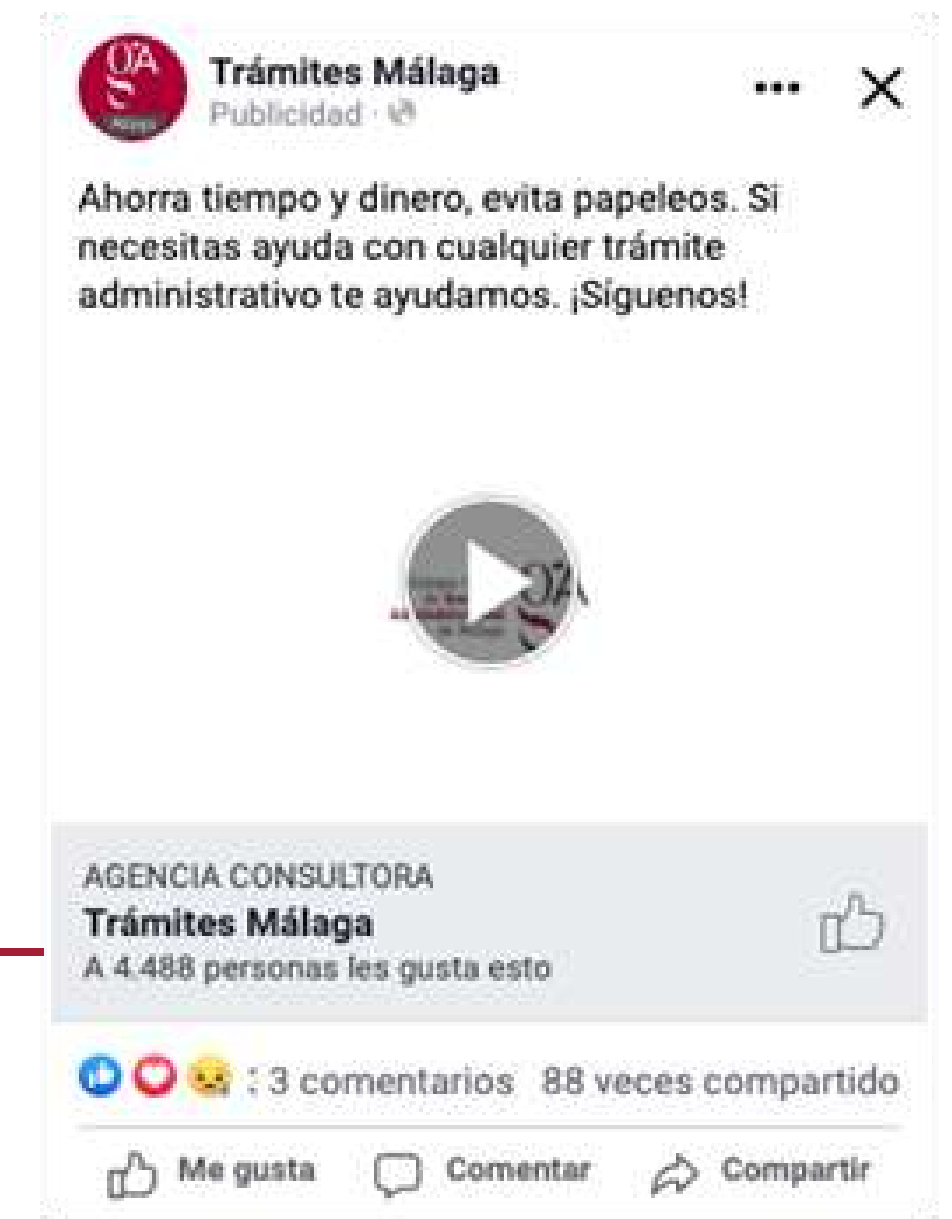 OA
S
Trámites Málaga
Publicidad ·
Ahorra tiempo y dinero, evita papeleos. Si
necesitas ayuda con cualquier trámite
administrativo te ayudamos. ¡Síguenos!
AGENCIA CONSULTORA
Trámites Málaga
A 4.488 personas les gusta esto
3 comentarios 88 veces compartido
Me gusta Comentar Compartir